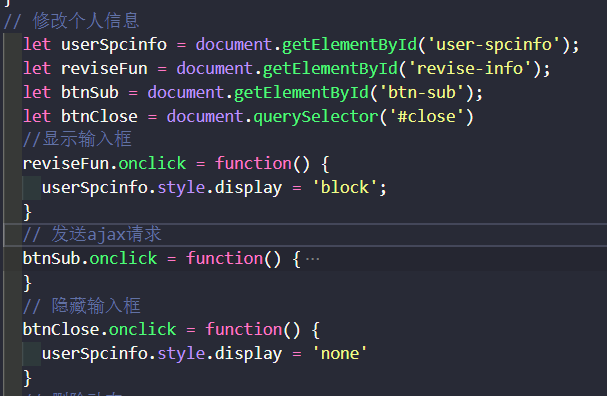 }
// 修改个人信息
let userSpcinfo = document.getElementById('user-spcinfo');
let reviseFun = document.getElementById('revise-info');
let btnSub = document.getElementById('btn-sub');
let btnClose = document.querySelector('#close')
//显示输入框
reviseFun.onclick = function() {
userSpcinfo.style.display = 'block';
}
// 发送ajax请求
btnSub.onclick = function() {···
}
// 隐藏输入框
btnClose.onclick = function() {
userSpcinfo.style.display = 'none'
}